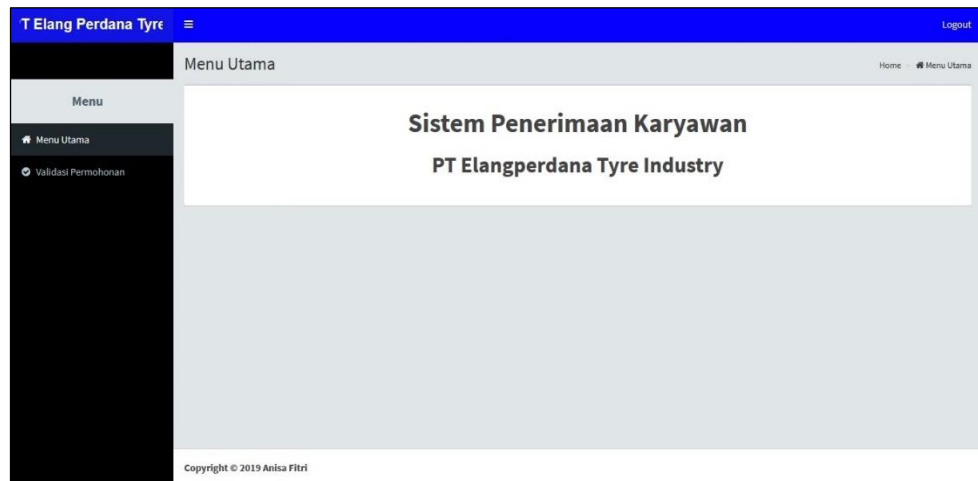 T Elang Perdana Tyre
Logout
Menu Utama
Home
Menu Utama
Menu
Menu Utama
Validasi Permohonan
Sistem Penerimaan Karyawan
PT Elangperdana Tyre Industry
Copyright © 2019 Anisa Fitri